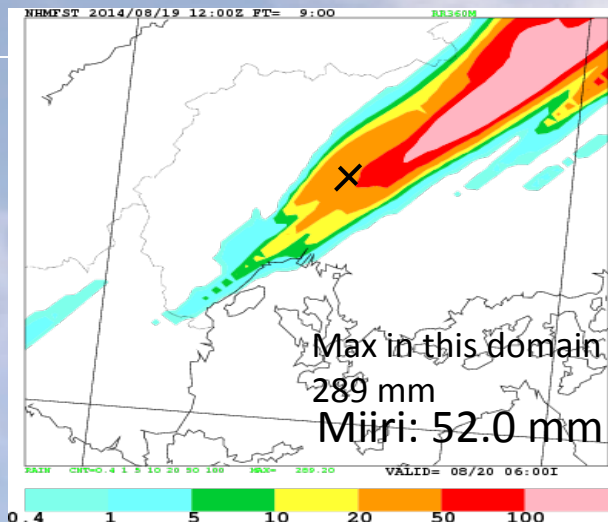 NHMFST 2014/08/19 12:00Z FT= 9:00 RR360M
Max in this domain
289 mm
Miiri: 52.0 mm
RAIN CNT=0.4 1 5 10 20 50 100 MAX= 289.20 VALID= 08/20 06:00I
0.4 1 5 10 20 50 100